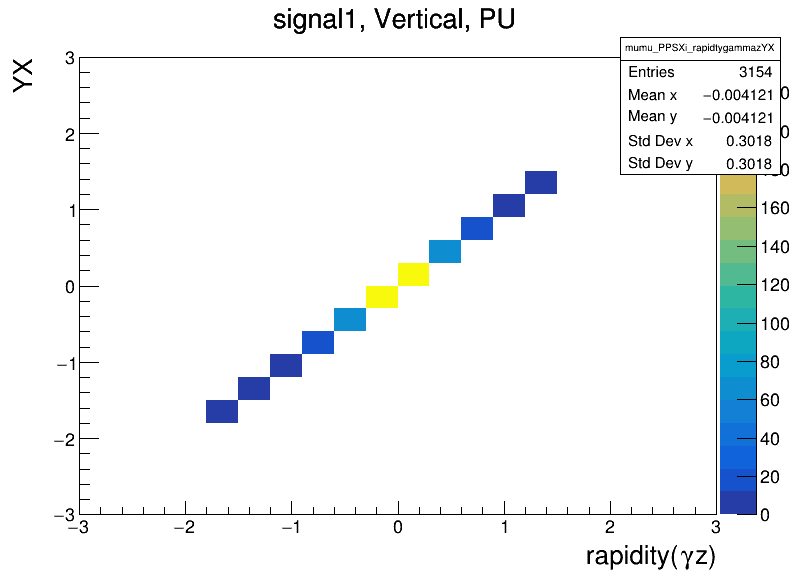 signal1, Vertical, PU
mumu_PPSXi_rapidtygammazYX
Entries 3154
Mean x −0.004121
Mean y −0.004121
Std Dev x 0.3018
Std Dev y 0.3018
YX
3
2
1
0
−1
−2
−3
−3 −2 −1 0 1 2 3
rapidity(γz)
160
140
120
100
80
60
40
20
0